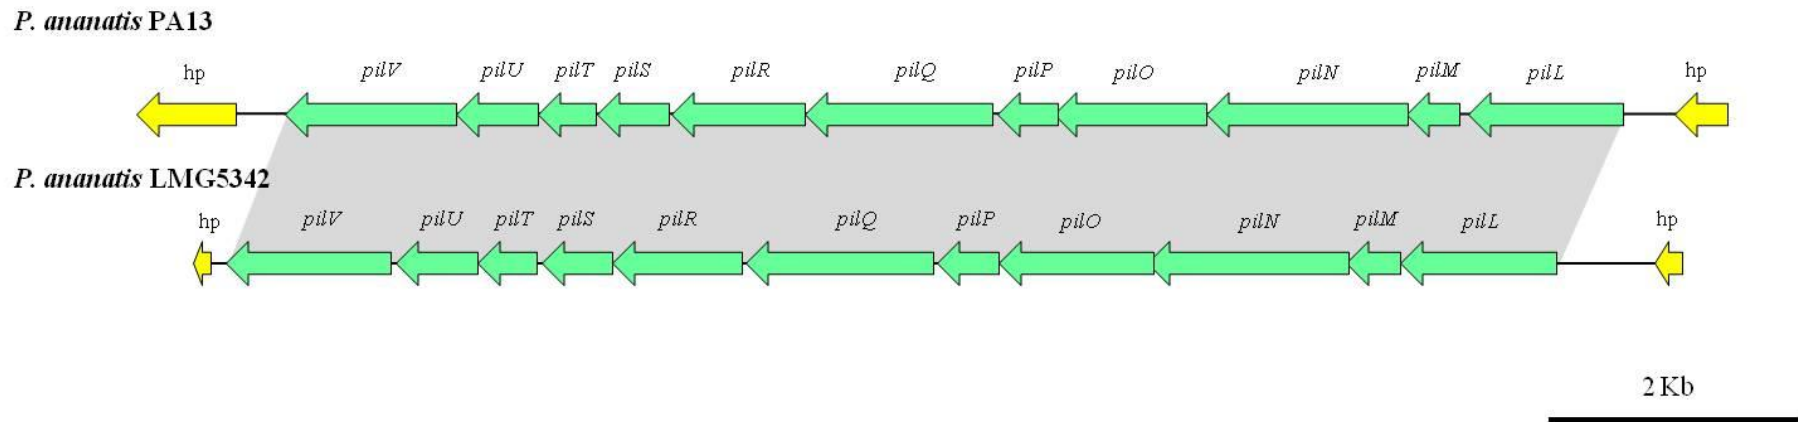 P. ananatis PA13
hp pilV pilU pilT pilS pilR pilQ pilP pilO pilN pilM pilL hp
P. ananatis LMG5342
hp pilV pilU pilT pilS pilR pilQ pilP pilO pilN pilM pilL hp
2 Kb